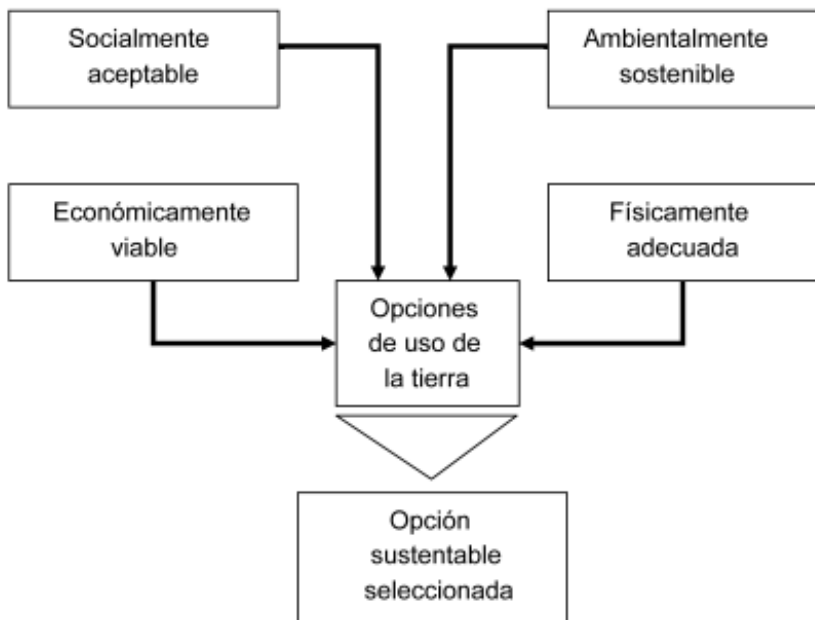 Socialmente
aceptable
Ambientalmente
sostenible
Económicamente
viable
Físicamente
adecuada
Opciones
de uso de
la tierra
Opción
sustentable
seleccionada